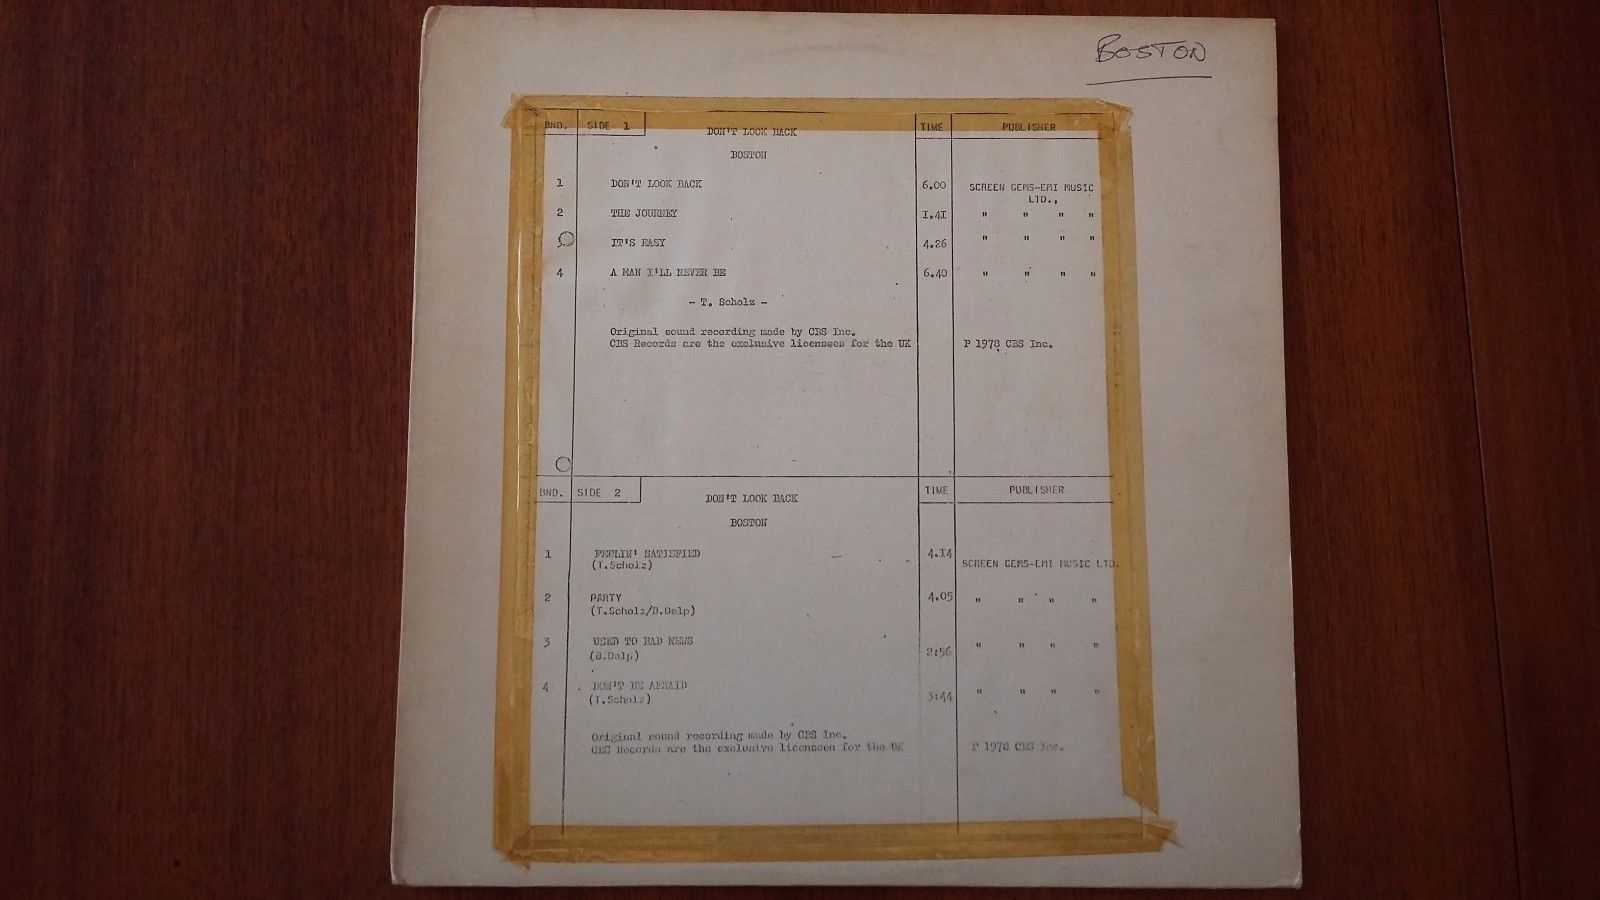 BOSTON
BND. SIDE 1 DON'T LOOK BACK TIME PUBLISHER
BOSTON
1 DON'T LOOK BACK 6.00 SCREEN GEMS-EMI MUSIC
LTD.,
2 THE JOURNEY 1.41 " " " "
IT'S EASY 4.26 " " " "
4 A MAN I'LL NEVER BE 6.40 " " " "
- T. Scholz -
Original sound recording made by CBS Inc.
CBS Records are the exclusive licensees for the UK P 1978 CBS Inc.
BND. SIDE 2 DON'T LOOK BACK TIME PUBLISHER
BOSTON
1 FEELIN' SATISFIED 4.14
(T.Scholz) SCREEN GEMS-EMI MUSIC LTD.
2 PARTY 4.05 " " " "
(T.Scholz/B.Delp)
3 USED TO BAD NEWS " " " "
(B.Delp) 2:56
4 DON'T BE AFRAID " " " "
(T.Scholz) 3:44
Original sound recording made by CBS Inc.
CBS Records are the exclusive licensees for the UK P 1978 CBS Inc.